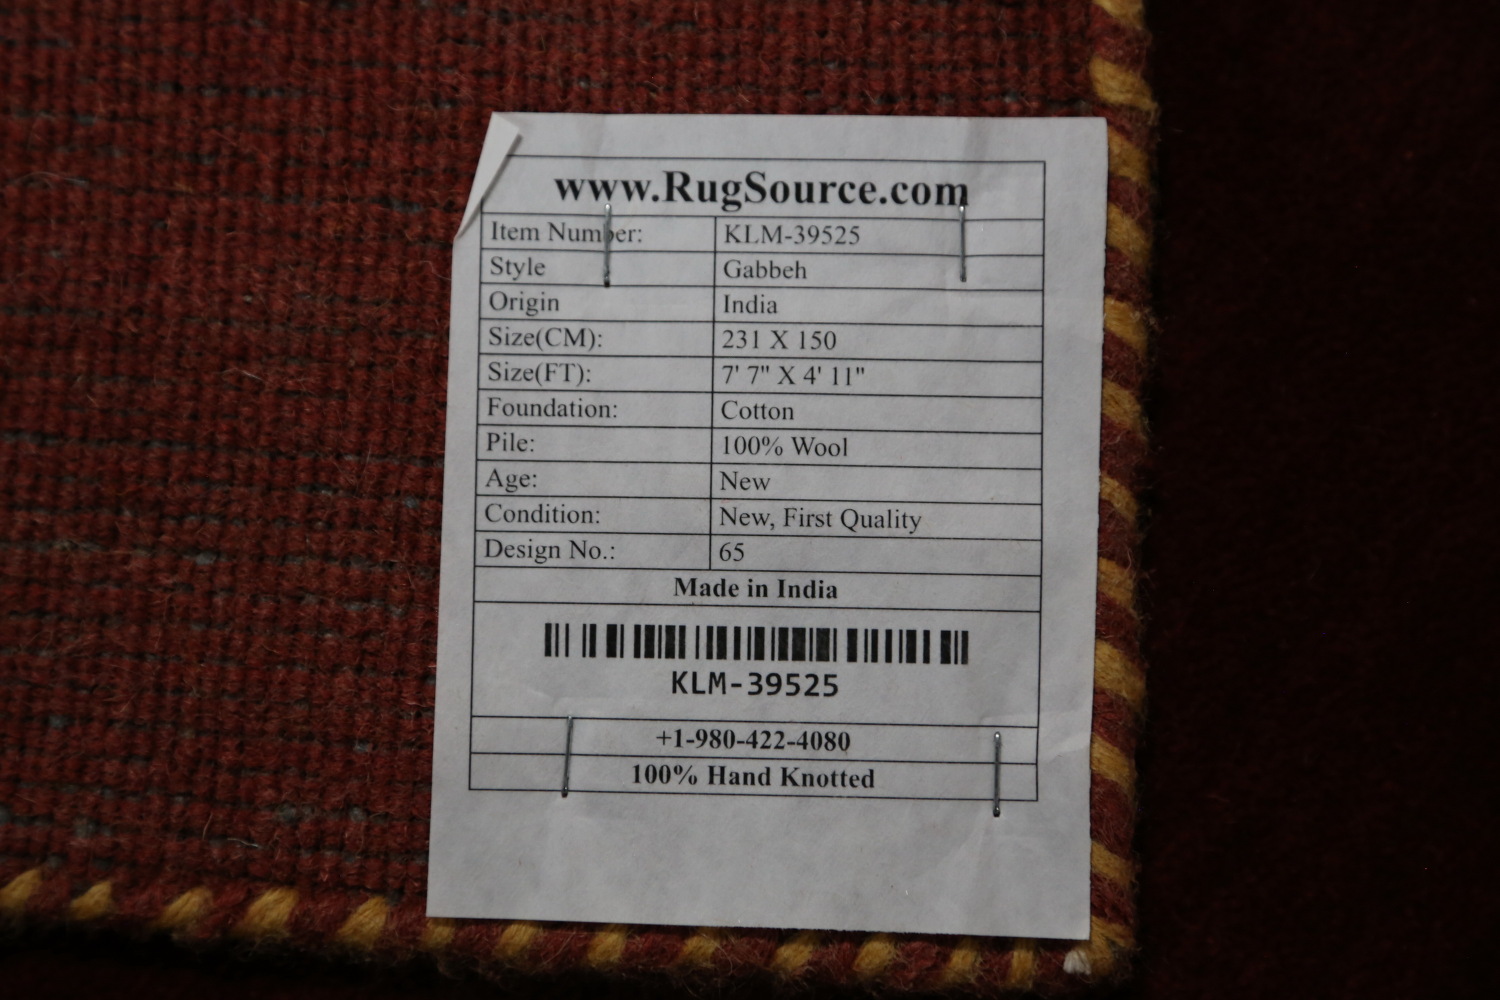 www.RugSource.com
Item Number: KLM-39525
Style Gabbeh
Origin India
Size(CM): 231 X 150
Size(FT): 7' 7" X 4' 11"
Foundation: Cotton
Pile: 100% Wool
Age: New
Condition: New, First Quality
Design No.: 65
Made in India
KLM-39525
+1-980-422-4080
100% Hand Knotted